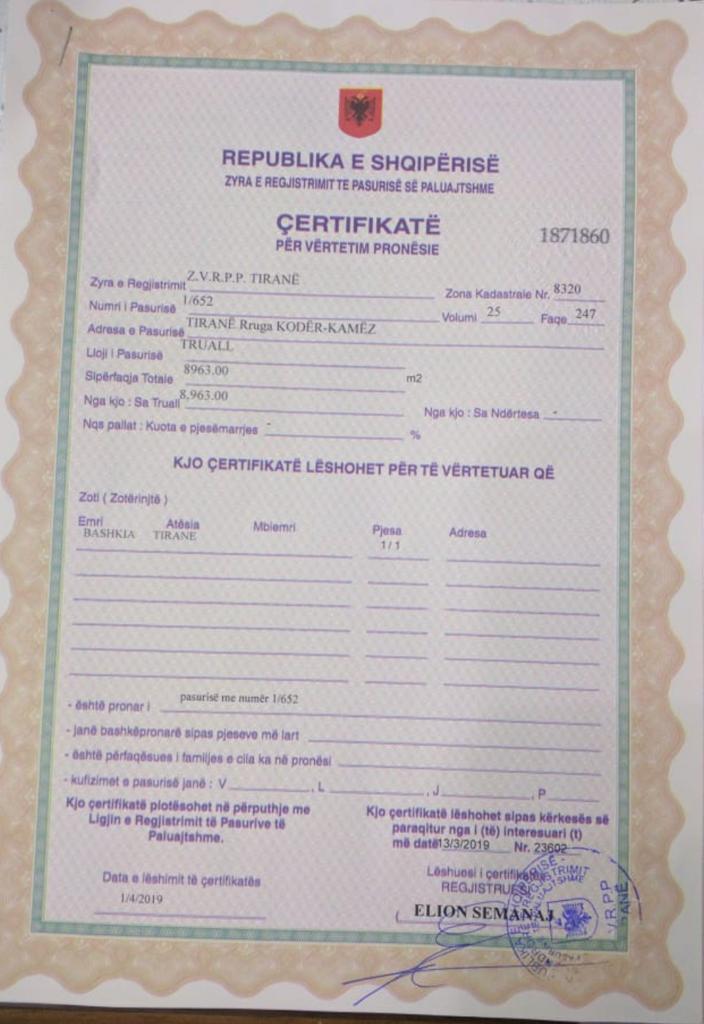 REPUBLIKA E SHQIPËRISË
ZYRA E REGJISTRIMIT TE PASURISË SË PALUAJTSHME
ÇERTIFIKATË
PËR VËRTETIM PRONËSIE
1871860
Zyra e Regjistrimit Z.V.R.P.P. TIRANË Zona Kadastrale Nr. 8320
Numri i Pasurisë 1/652 Volumi 25 Faqe 247
Adresa e Pasurisë TIRANË Rruga KODËR-KAMËZ
Lloji i Pasurisë TRUALL
Sipërfaqja Totale 8963.00 m2
Nga kjo : Sa Truall 8,963.00 Nga kjo : Sa Ndërtesa -
Nqs pallat : Kuota e pjesëmarrjes - %
KJO ÇERTIFIKATË LËSHOHET PËR TË VËRTETUAR QË
Zoti ( Zotërinjtë )
Emri Atësia Mbiemri Pjesa Adresa
BASHKIA TIRANE 1/1
- është pronar i pasurisë me numër 1/652
- janë bashkëpronarë sipas pjeseve më lart
- është përfaqësues i familjes e cila ka në pronësi
- kufizimet e pasurisë janë : V , L , J , P
Kjo çertifikatë plotësohet në përputhje me
Ligjin e Regjistrimit të Pasurive të
Paluajtshme.
Kjo çertifikatë lëshohet sipas kërkesës së
paraqitur nga i (të) interesuari (t)
më datë 13/3/2019 Nr. 23602
Data e lëshimit të çertifikatës
1/4/2019
Lëshuesi i çertifikatës
REGJISTRUES
ELION SEMANAJ